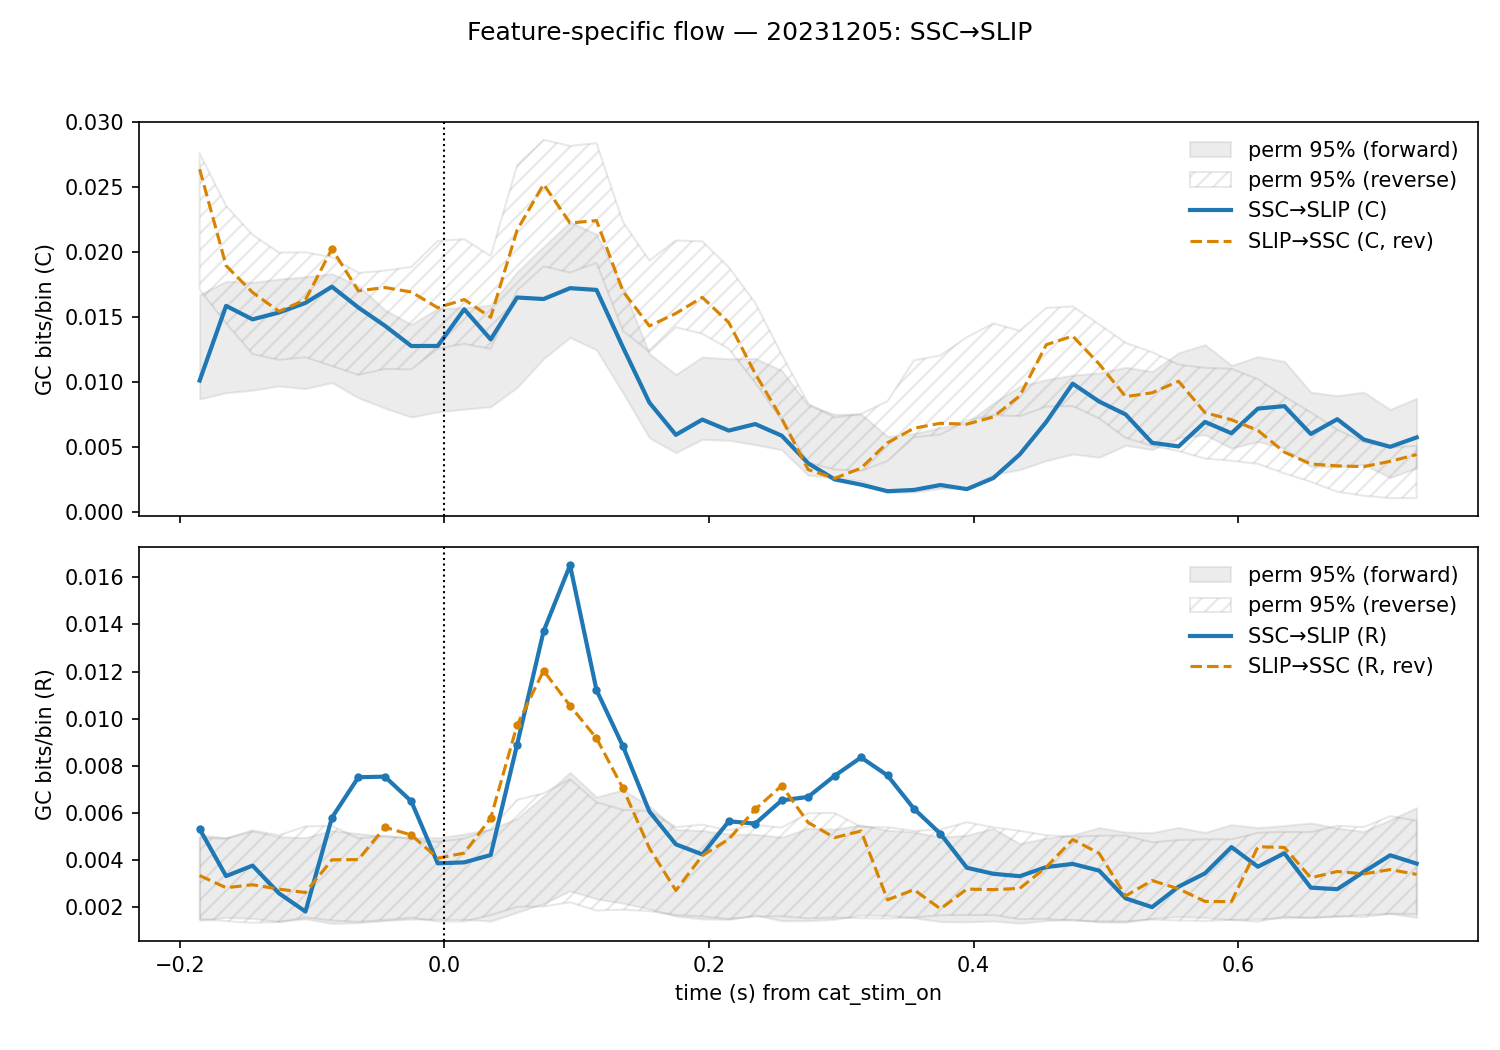 Feature-specific flow — 20231205: SSC→SLIP
GC bits/bin (C)
0.030
0.025
0.020
0.015
0.010
0.005
0.000
perm 95% (forward)
perm 95% (reverse)
SSC→SLIP (C)
SLIP→SSC (C, rev)
GC bits/bin (R)
0.016
0.014
0.012
0.010
0.008
0.006
0.004
0.002
perm 95% (forward)
perm 95% (reverse)
SSC→SLIP (R)
SLIP→SSC (R, rev)
−0.2 0.0 0.2 0.4 0.6
time (s) from cat_stim_on